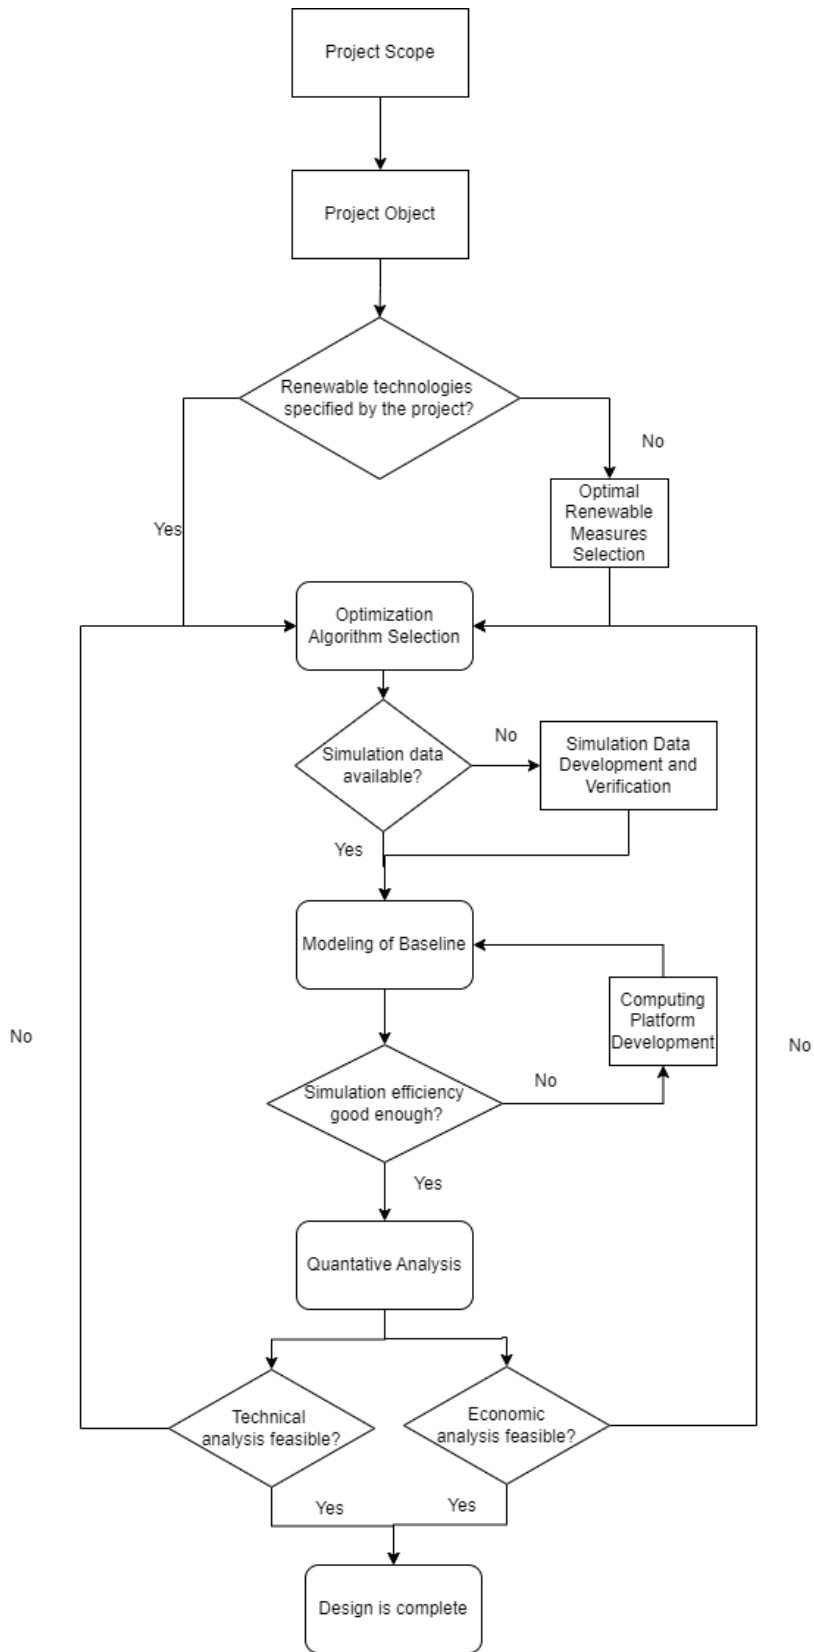 Project Scope
Project Object
Renewable technologies
specified by the project?
No
Optimal
Renewable
Measures
Selection
Yes
Optimization
Algorithm Selection
Simulation data
available?
No
Simulation Data
Development and
Verification
Yes
Modeling of Baseline
Computing
Platform
Development
No
No
Simulation efficiency
good enough?
No
Yes
Quantative Analysis
Technical
analysis feasible?
Economic
analysis feasible?
Yes
Yes
Design is complete